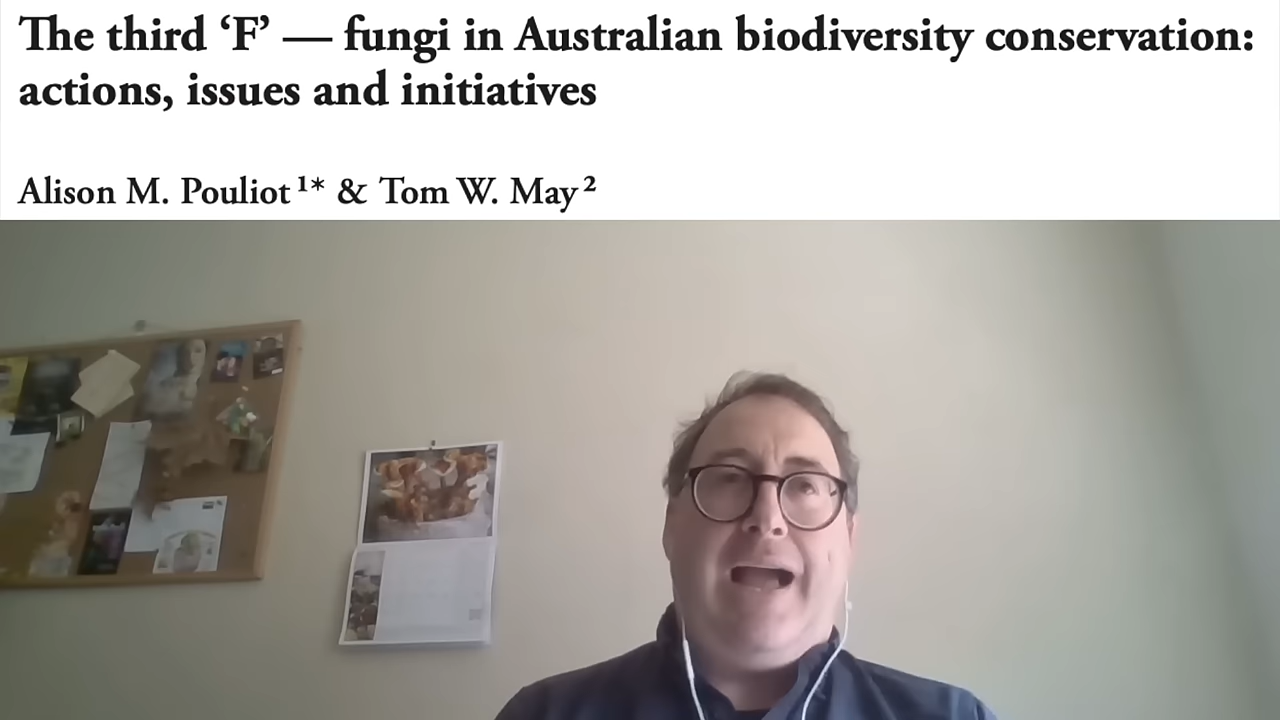 The third ‘F’ — fungi in Australian biodiversity conservation:
actions, issues and initiatives
Alison M. Pouliot ¹* & Tom W. May ²